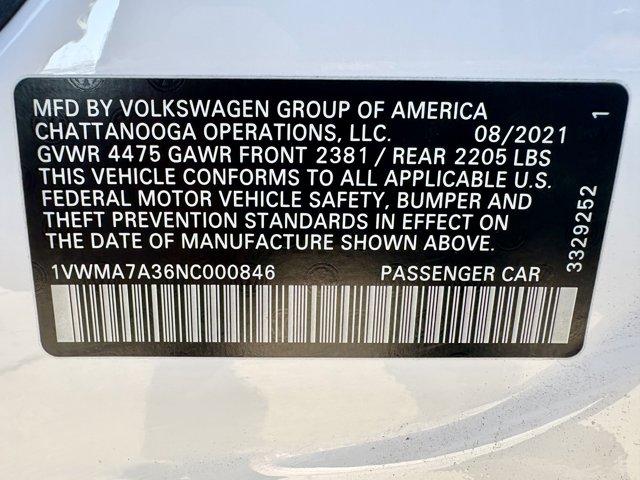 MFD BY VOLKSWAGEN GROUP OF AMERICA
CHATTANOOGA OPERATIONS, LLC. 08/2021
GVWR 4475 GAWR FRONT 2381 / REAR 2205 LBS
THIS VEHICLE CONFORMS TO ALL APPLICABLE U.S.
FEDERAL MOTOR VEHICLE SAFETY, BUMPER AND
THEFT PREVENTION STANDARDS IN EFFECT ON
THE DATE OF MANUFACTURE SHOWN ABOVE.
1VWMA7A36NC000846 PASSENGER CAR
3329252
1